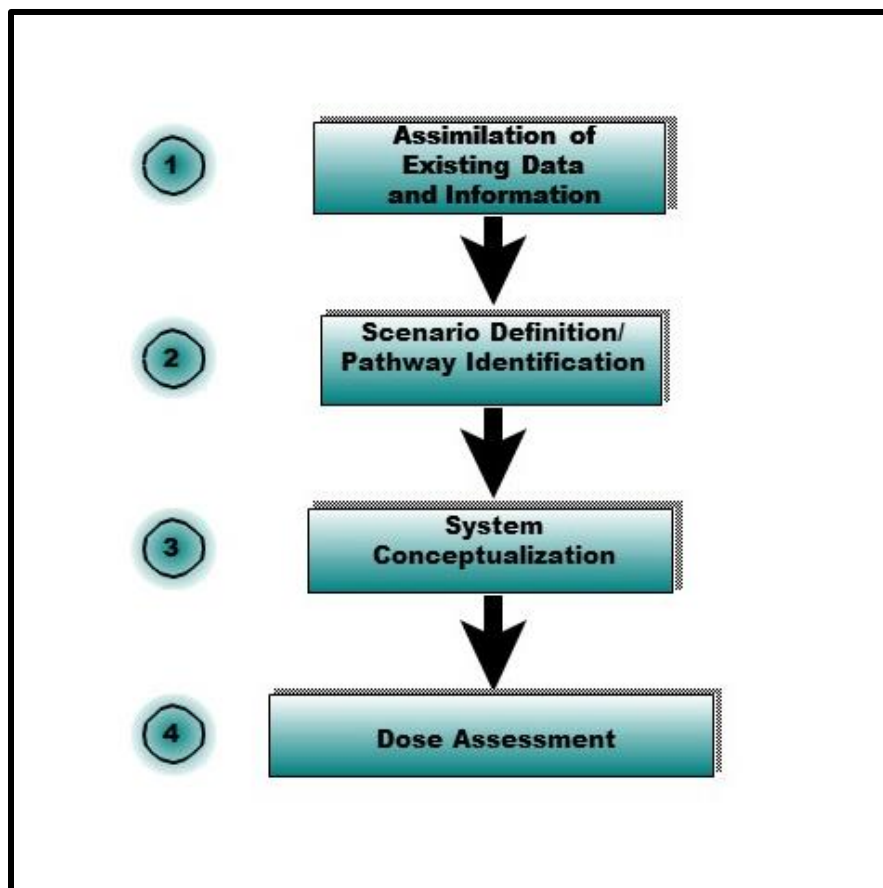 1
Assimilation of
Existing Data
and Information
2
Scenario Definition/
Pathway Identification
3
System
Conceptualization
4
Dose Assessment